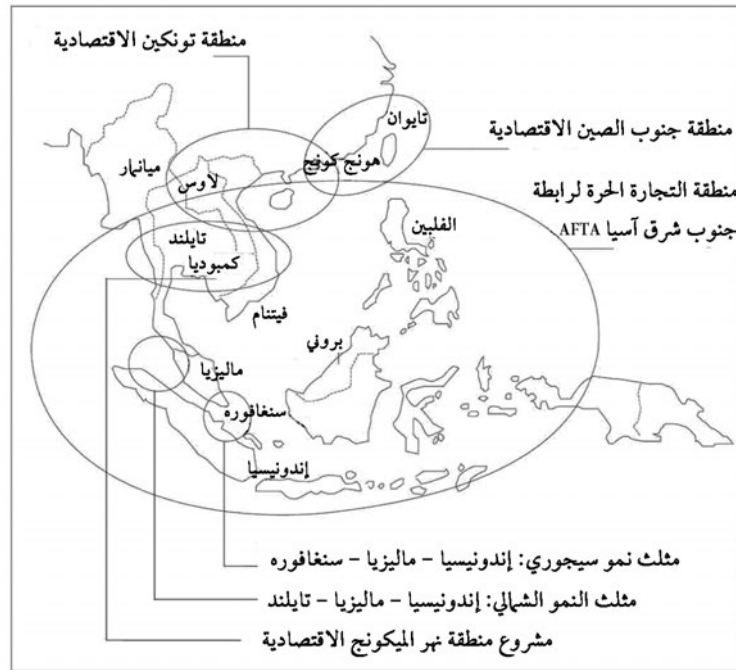 منطقة تونكين الاقتصادية
تايوان
منطقة جنوب الصين الاقتصادية
هونج كونج
ميانمار
لاوس
منطقة التجارة الحرة لرابطة
جنوب شرق آسيا AFTA
الفلبين
تايلند
كمبوديا
فيتنام
بروني
ماليزيا
سنغافوره
إندونيسيا
مثلث نمو سيجوري: إندونيسيا – ماليزيا – سنغافوره
مثلث النمو الشمالي: إندونيسيا – ماليزيا – تايلند
مشروع منطقة نهر الميكونج الاقتصادية